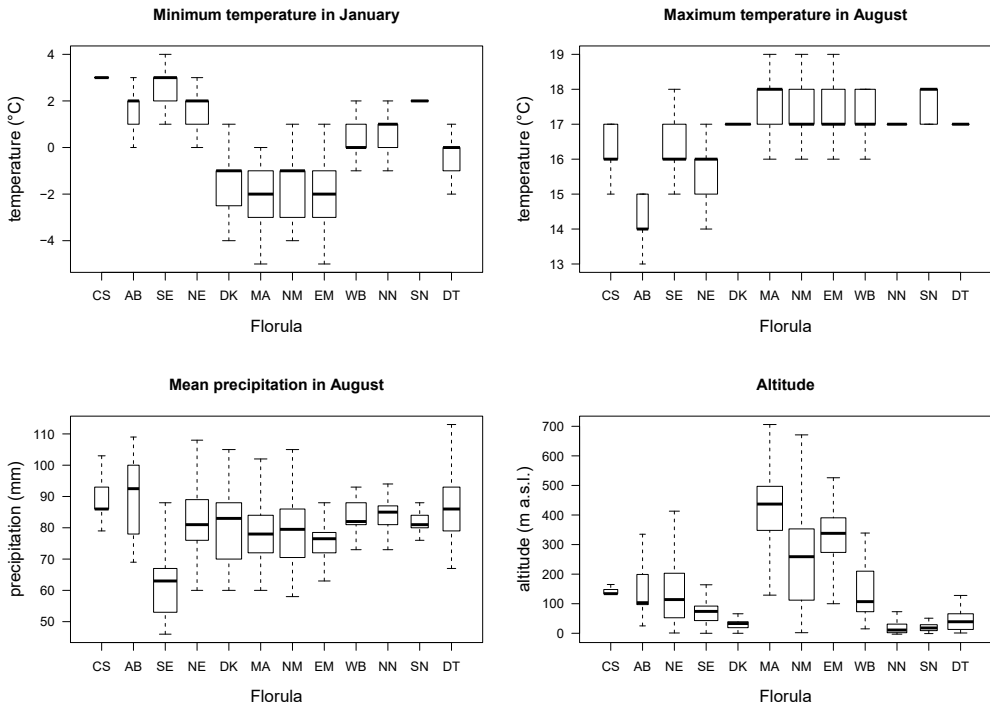 Minimum temperature in January
temperature (°C)
4
2
0
−2
−4
CS AB SE NE DK MA NM EM WB NN SN DT
Florula
Maximum temperature in August
temperature (°C)
19
18
17
16
15
14
13
CS AB SE NE DK MA NM EM WB NN SN DT
Florula
Mean precipitation in August
precipitation (mm)
110
100
90
80
70
60
50
CS AB SE NE DK MA NM EM WB NN SN DT
Florula
Altitude
altitude (m a.s.l.)
700
600
500
400
300
200
100
0
CS AB NE SE DK MA NM EM WB NN SN DT
Florula